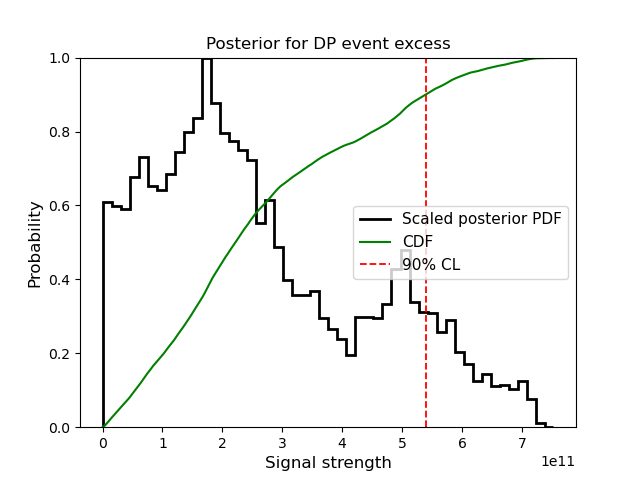 Posterior for DP event excess
1.0
0.8
0.6
0.4
0.2
0.0
Probability
Scaled posterior PDF
CDF
90% CL
0 1 2 3 4 5 6 7
1e11
Signal strength